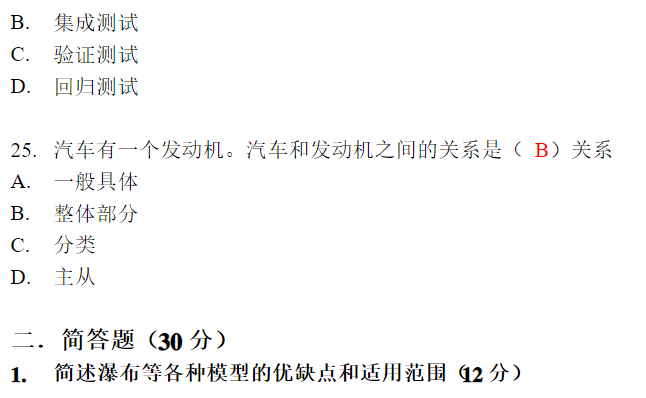 B. 集成测试
C. 验证测试
D. 回归测试
25. 汽车有一个发动机。汽车和发动机之间的关系是（ B）关系
A. 一般具体
B. 整体部分
C. 分类
D. 主从
二．简答题（30 分）
1. 简述瀑布等各种模型的优缺点和适用范围（12 分）